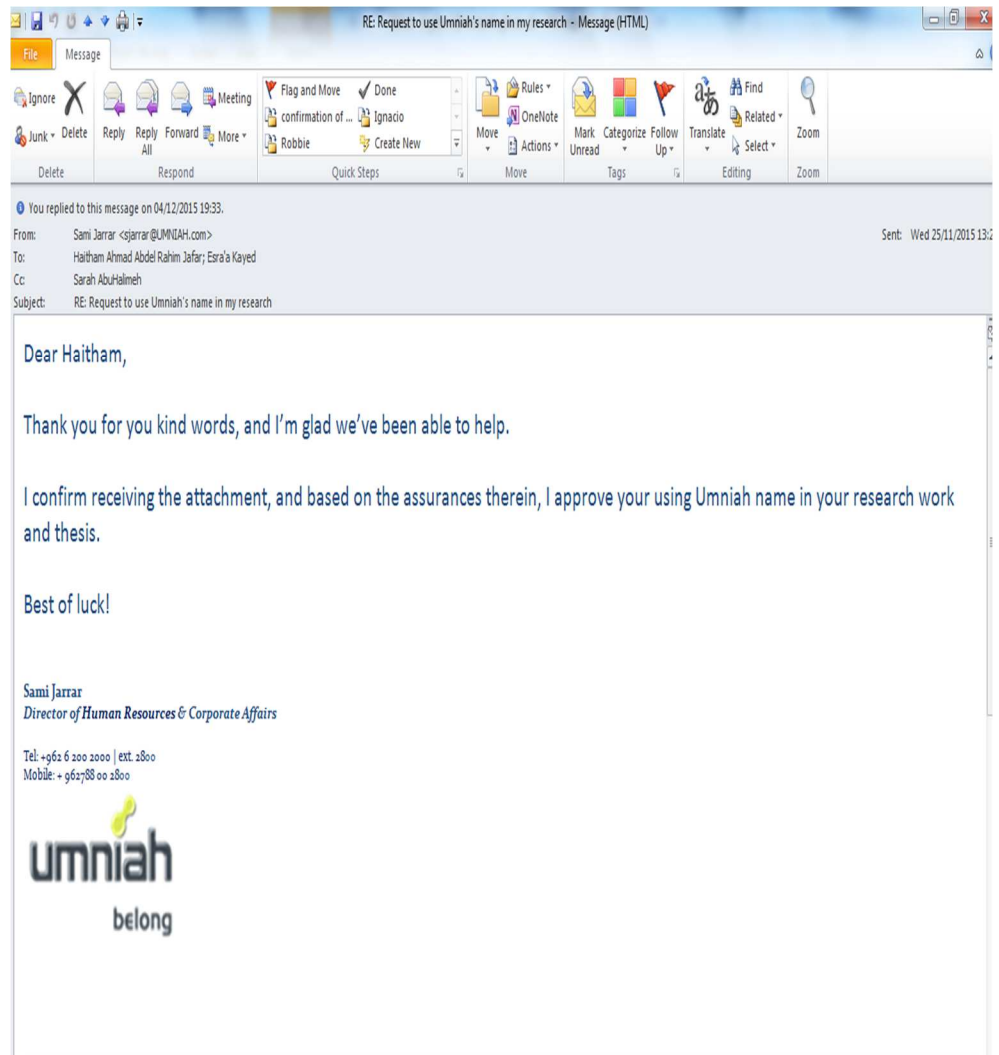 RE: Request to use Umniah's name in my research - Message (HTML)
File Message
Ignore
Junk
Delete
Reply
Reply All
Forward
Meeting
More
Flag and Move
confirmation of ...
Robbie
Done
Ignacio
Create New
Move
Rules
OneNote
Actions
Mark Unread
Categorize
Follow Up
Translate
Find
Related
Select
Zoom
Delete Respond Quick Steps Move Tags Editing Zoom
You replied to this message on 04/12/2015 19:33.
From: Sami Jarrar <sjarrar@UMNIAH.com> Sent: Wed 25/11/2015
To: Haitham Ahmad Abdel Rahim Jafar; Esra'a Kayed
Cc: Sarah AbuHalimeh
Subject: RE: Request to use Umniah's name in my research
Dear Haitham,
Thank you for you kind words, and I'm glad we've been able to help.
I confirm receiving the attachment, and based on the assurances therein, I approve your using Umniah name in your research work
and thesis.
Best of luck!
Sami Jarrar
Director of Human Resources & Corporate Affairs
Tel: +962 6 200 2000 | ext. 2800
Mobile: + 962788 00 2800
umniah
belong